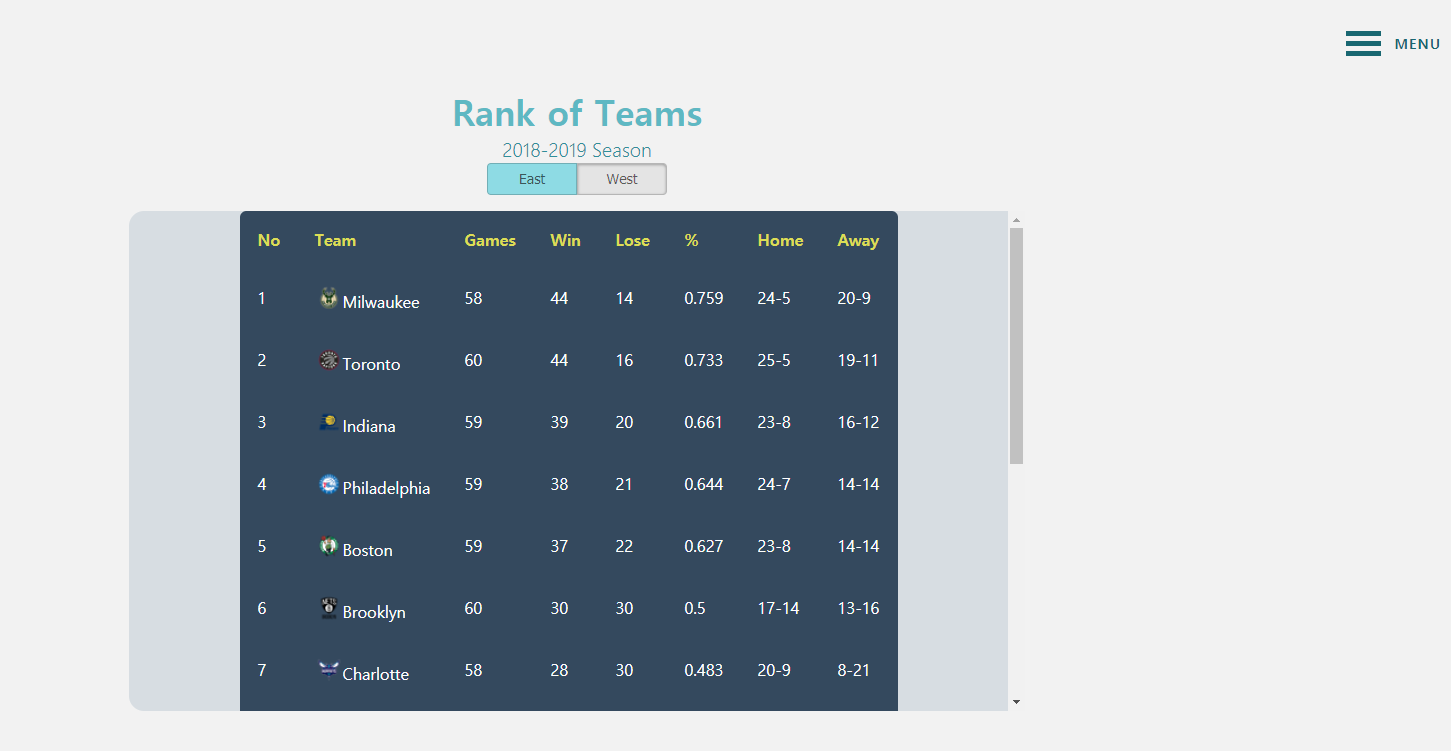 MENU
Rank of Teams
2018-2019 Season
East West
No Team Games Win Lose % Home Away
1 Milwaukee 58 44 14 0.759 24-5 20-9
2 Toronto 60 44 16 0.733 25-5 19-11
3 Indiana 59 39 20 0.661 23-8 16-12
4 Philadelphia 59 38 21 0.644 24-7 14-14
5 Boston 59 37 22 0.627 23-8 14-14
6 Brooklyn 60 30 30 0.5 17-14 13-16
7 Charlotte 58 28 30 0.483 20-9 8-21